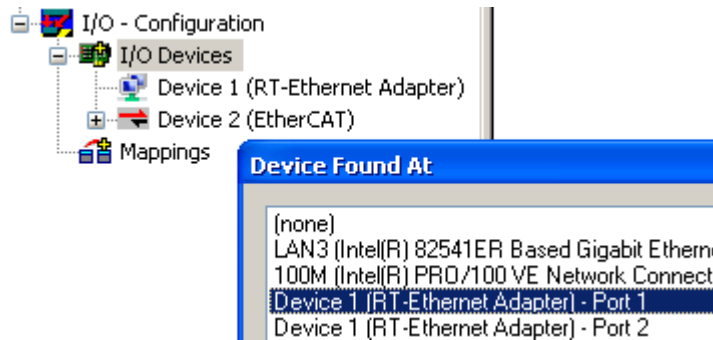 I/O - Configuration
I/O Devices
Device 1 (RT-Ethernet Adapter)
Device 2 (EtherCAT)
Mappings
Device Found At
(none)
LAN3 (Intel(R) 82541ER Based Gigabit Etherne
100M (Intel(R) PRO/100 VE Network Connect
Device 1 (RT-Ethernet Adapter) - Port 1
Device 1 (RT-Ethernet Adapter) - Port 2